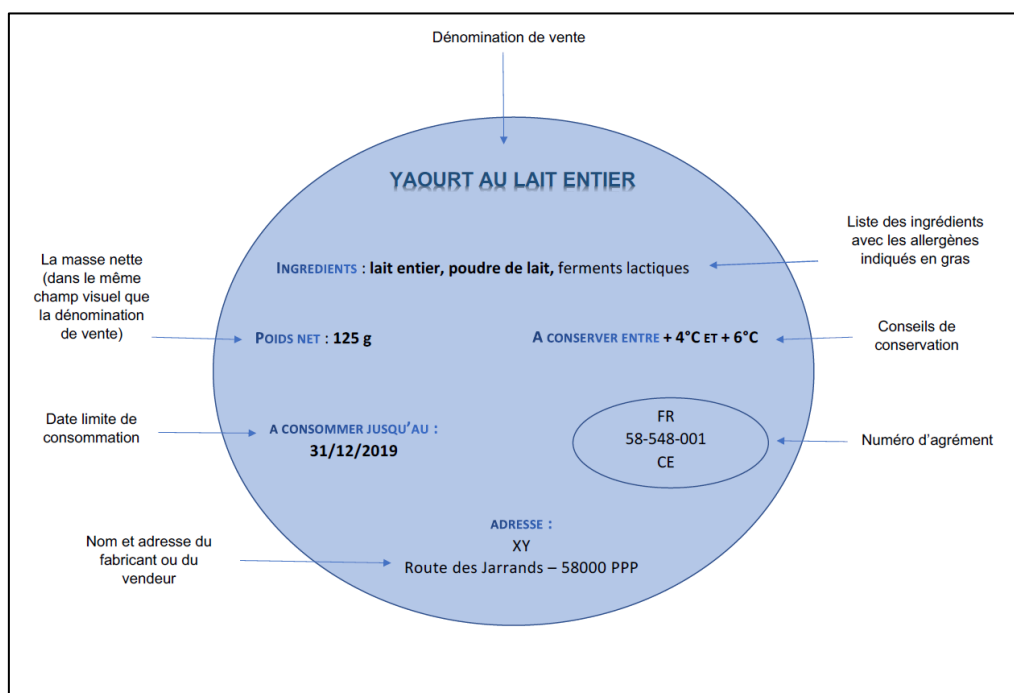 Dénomination de vente
YAOURT AU LAIT ENTIER
Liste des ingrédients
avec les allergènes
indiqués en gras
La masse nette
(dans le même
champ visuel que
la dénomination
de vente)
INGREDIENTS : lait entier, poudre de lait, ferments lactiques
POIDS NET : 125 g
A CONSERVER ENTRE + 4°C ET + 6°C
Conseils de
conservation
Date limite de
consommation
A CONSOMMER JUSQU'AU :
31/12/2019
FR
58-548-001
CE
Numéro d'agrément
Nom et adresse du
fabricant ou du
vendeur
ADRESSE :
XY
Route des Jarrands – 58000 PPP